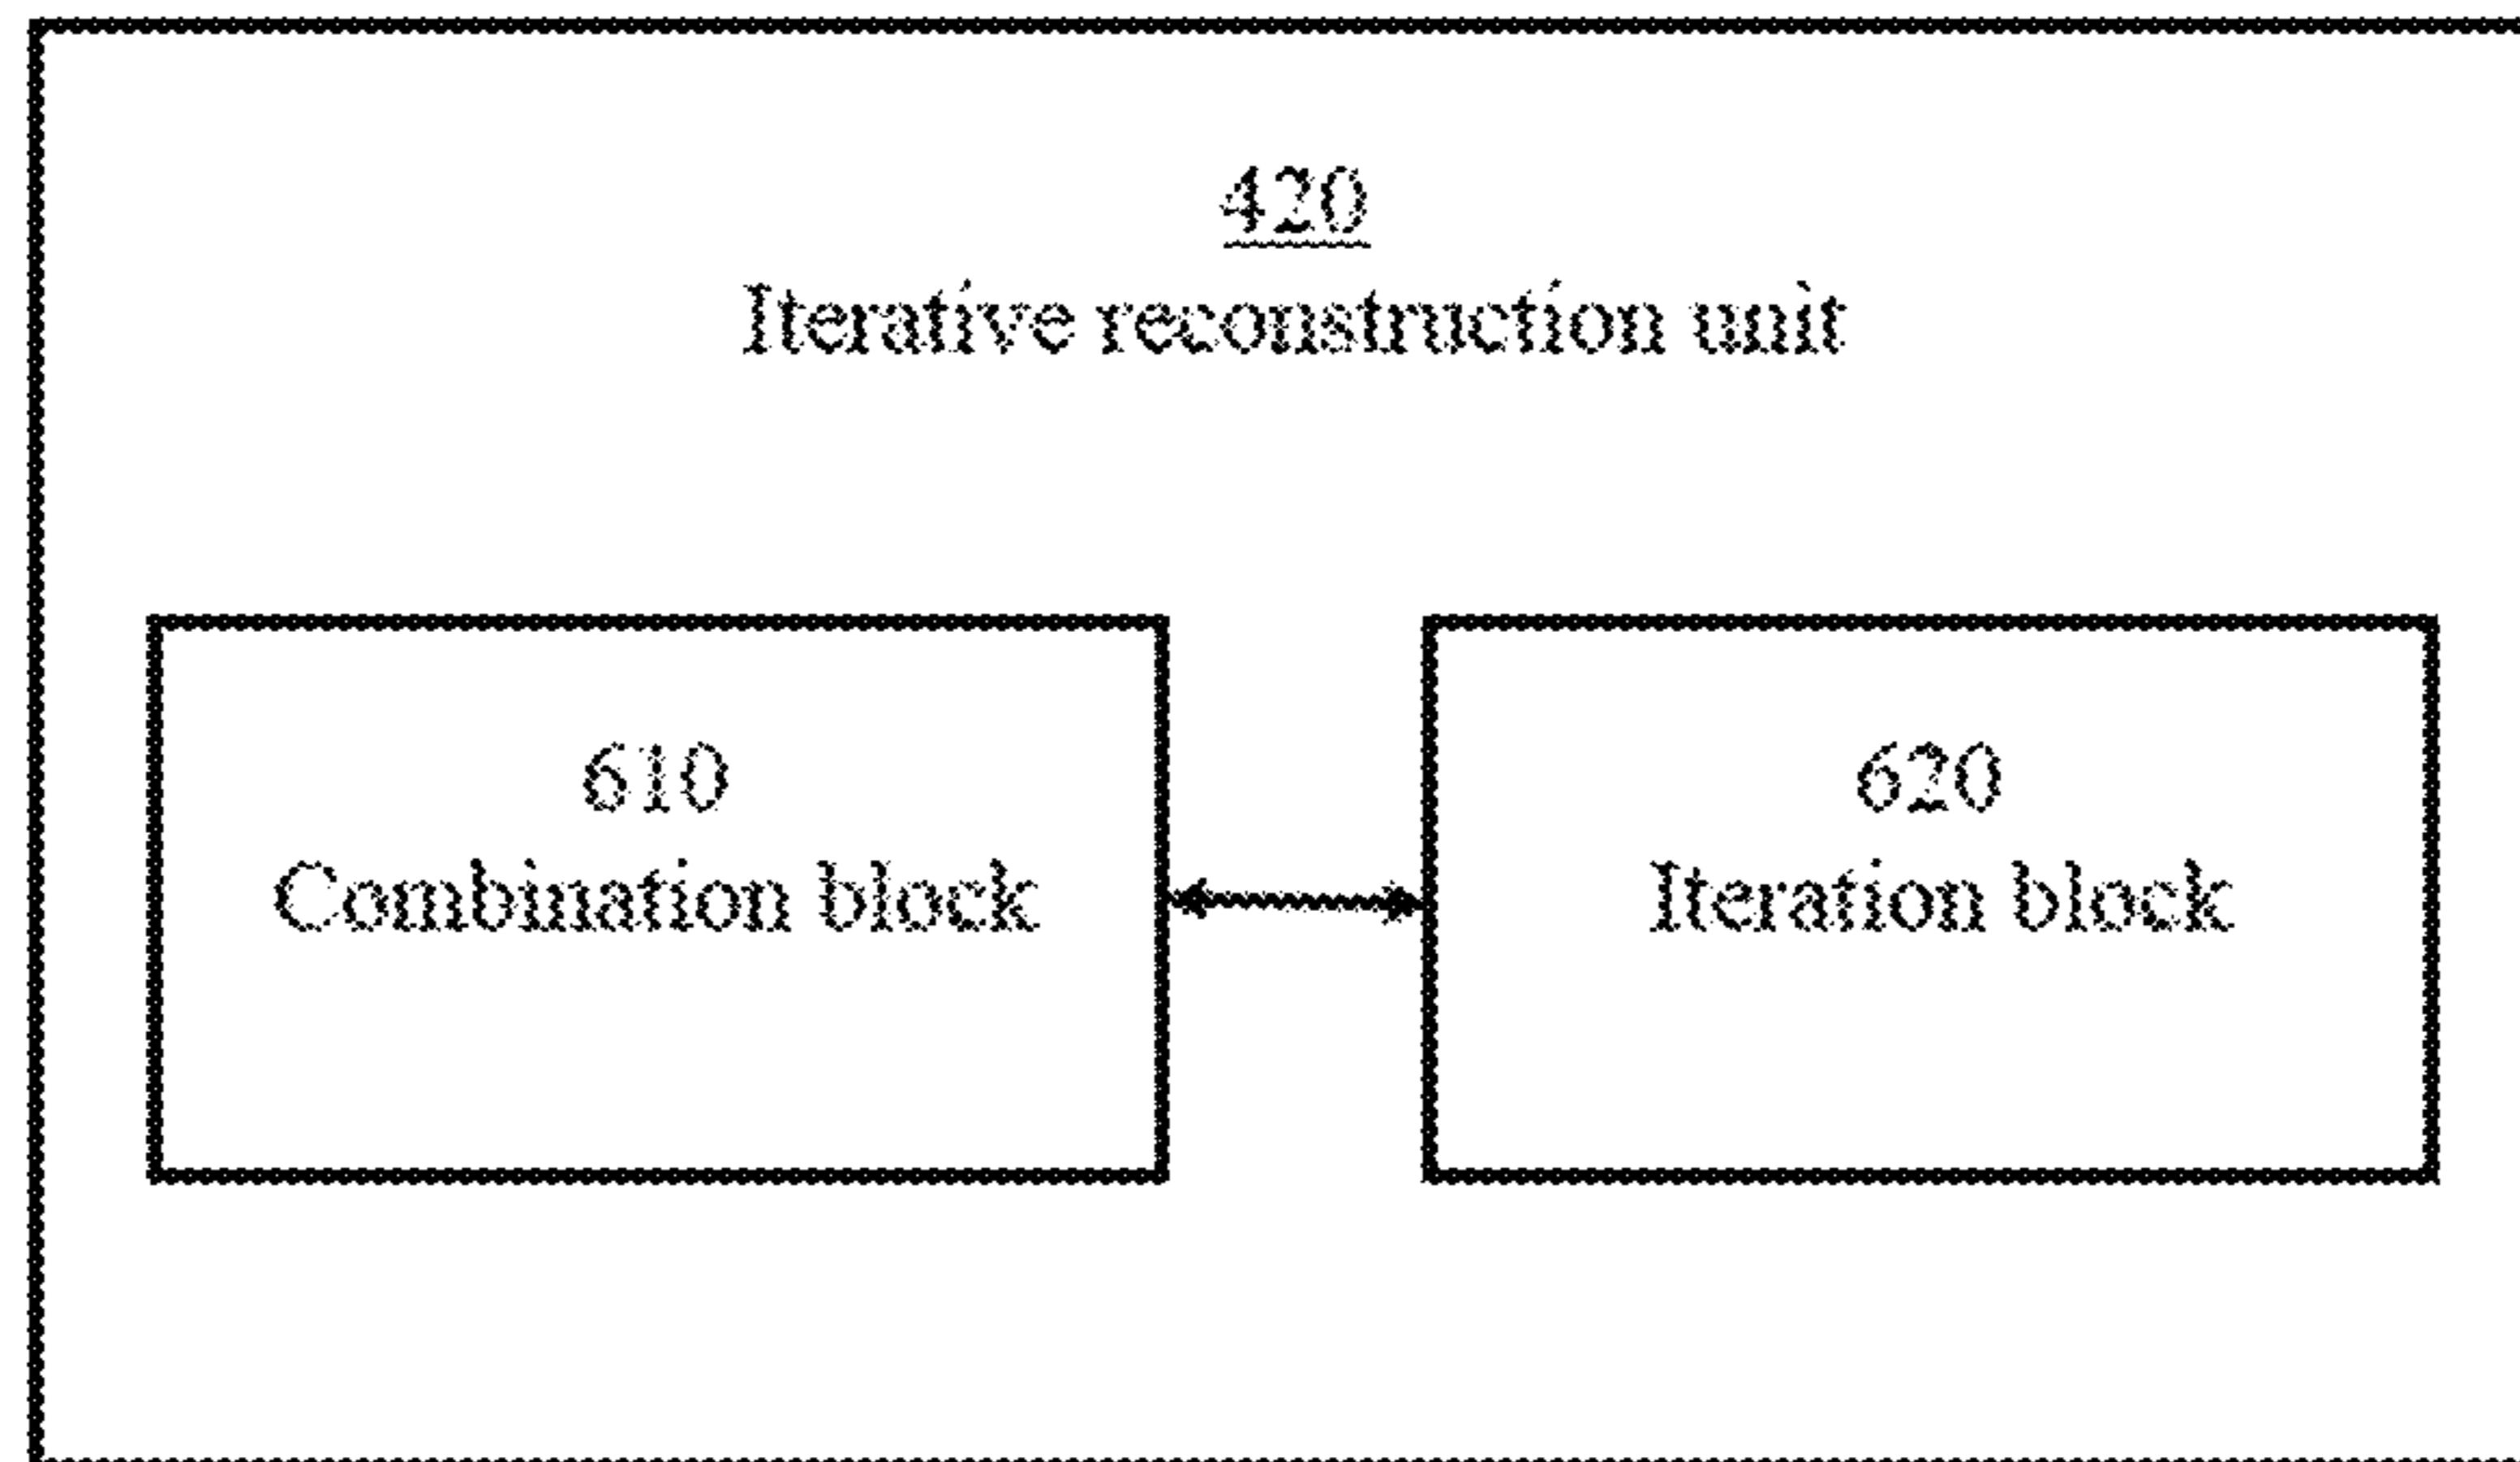 420
Iterative reconstruction unit
610
Combination block
620
Iteration block